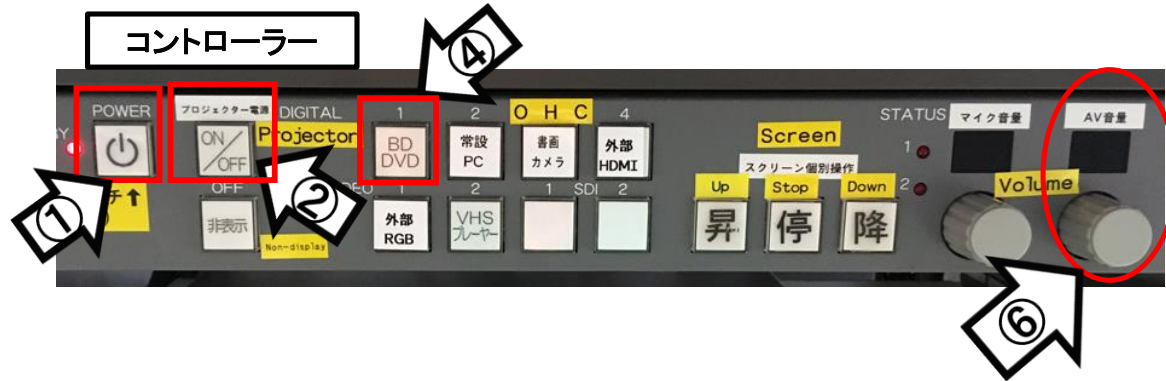 コントローラー
④
POWER
プロジェクター電源
DIGITAL
1
2
O H C
4
STATUS
マイク音量
AV音量
ON/OFF
Projector
BD
DVD
常設
PC
書画
カメラ
外部
HDMI
Screen
スクリーン個別操作
1
2
チ↑
①
OFF
②
1
2
1
SDI
2
Up
Stop
Down
Volume
非表示
Non-display
外部
RGB
VHS
プレーヤー
昇
停
降
⑥